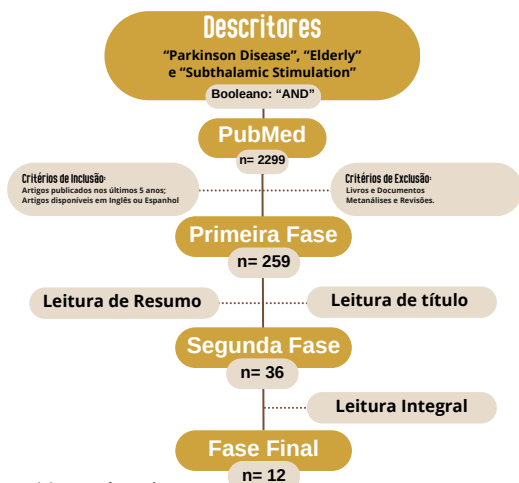 Descritores
“Parkinson Disease”, “Elderly”
e “Subthalamic Stimulation”
Booleano: “AND”
PubMed
n= 2299
Critérios de Inclusão:
Artigos publicados nos últimos 5 anos;
Artigos disponíveis em Inglês ou Espanhol
Critérios de Exclusão:
Livros e Documentos
Metanálises e Revisões.
Primeira Fase
n= 259
Leitura de Resumo
Leitura de título
Segunda Fase
n= 36
Leitura Integral
Fase Final
n= 12